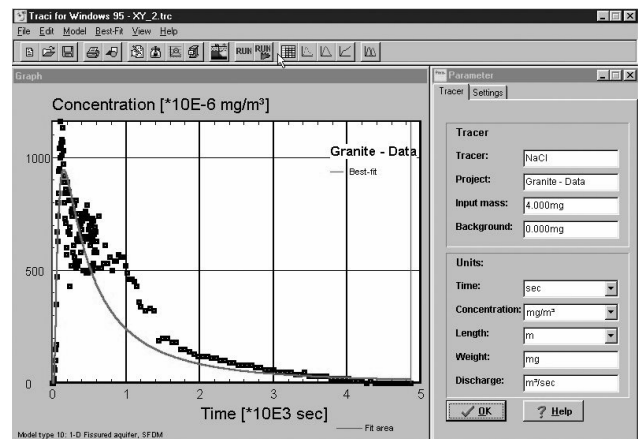 Traci for Windows 95 - XY_2.trc
File Edit Model Best-Fit View Help
RUN RUN
Graph
Concentration [*10E-6 mg/m³]
1000
500
0
0 1 2 3 4 5
Granite - Data
Best-fit
Time [*10E3 sec]
Model type 10: 1-D Fissured aquifer, SFDM
Fit area
Parameter
Tracer Settings
Tracer
Tracer: NaCl
Project: Granite - Data
Input mass: 4.000mg
Background: 0.000mg
Units:
Time: sec
Concentration: mg/m³
Length: m
Weight: mg
Discharge: m³/sec
OK ? Help